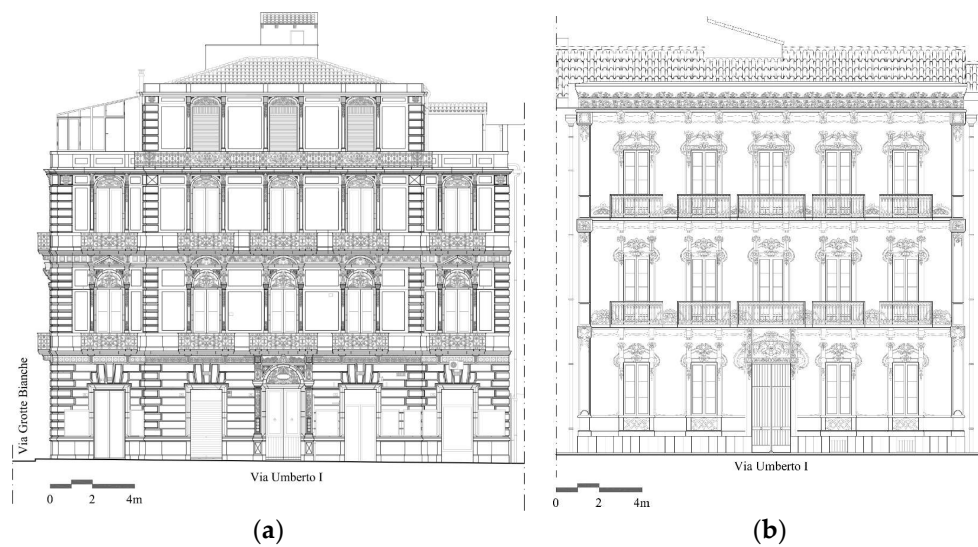 Via Grotte Bianche
Via Umberto I
0 2 4m
(a)
Via Umberto I
0 2 4m
(b)